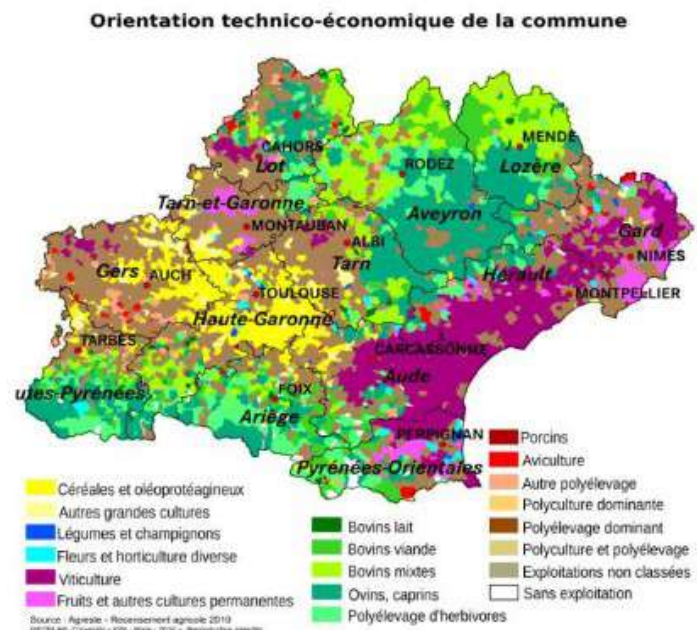 Orientation technico-économique de la commune
MENDE
CAHORS
Lot
RODEZ
Lozère
Tarn-et-Garonne
Aveyron
Gard
MONTAUBAN
ALBI
NIMES
Gers
Tarn
Hérault
AUCH
TOULOUSE
MONTPELLIER
Haute-Garonne
TARBES
CARCASSONNE
Aude
utes-Pyrénées
FOIX
Ariège
PERPIGNAN
Pyrénées-Orientales
Céréales et oléoprotéagineux
Autres grandes cultures
Légumes et champignons
Fleurs et horticulture diverse
Viticulture
Fruits et autres cultures permanentes
Bovins lait
Bovins viande
Bovins mixtes
Ovins, caprins
Polyélevage d'herbivores
Porcins
Aviculture
Autre polyélevage
Polyculture dominante
Polyélevage dominant
Polyculture et polyélevage
Exploitations non classées
Sans exploitation
Source : Agreste - Recensement agricole 2010